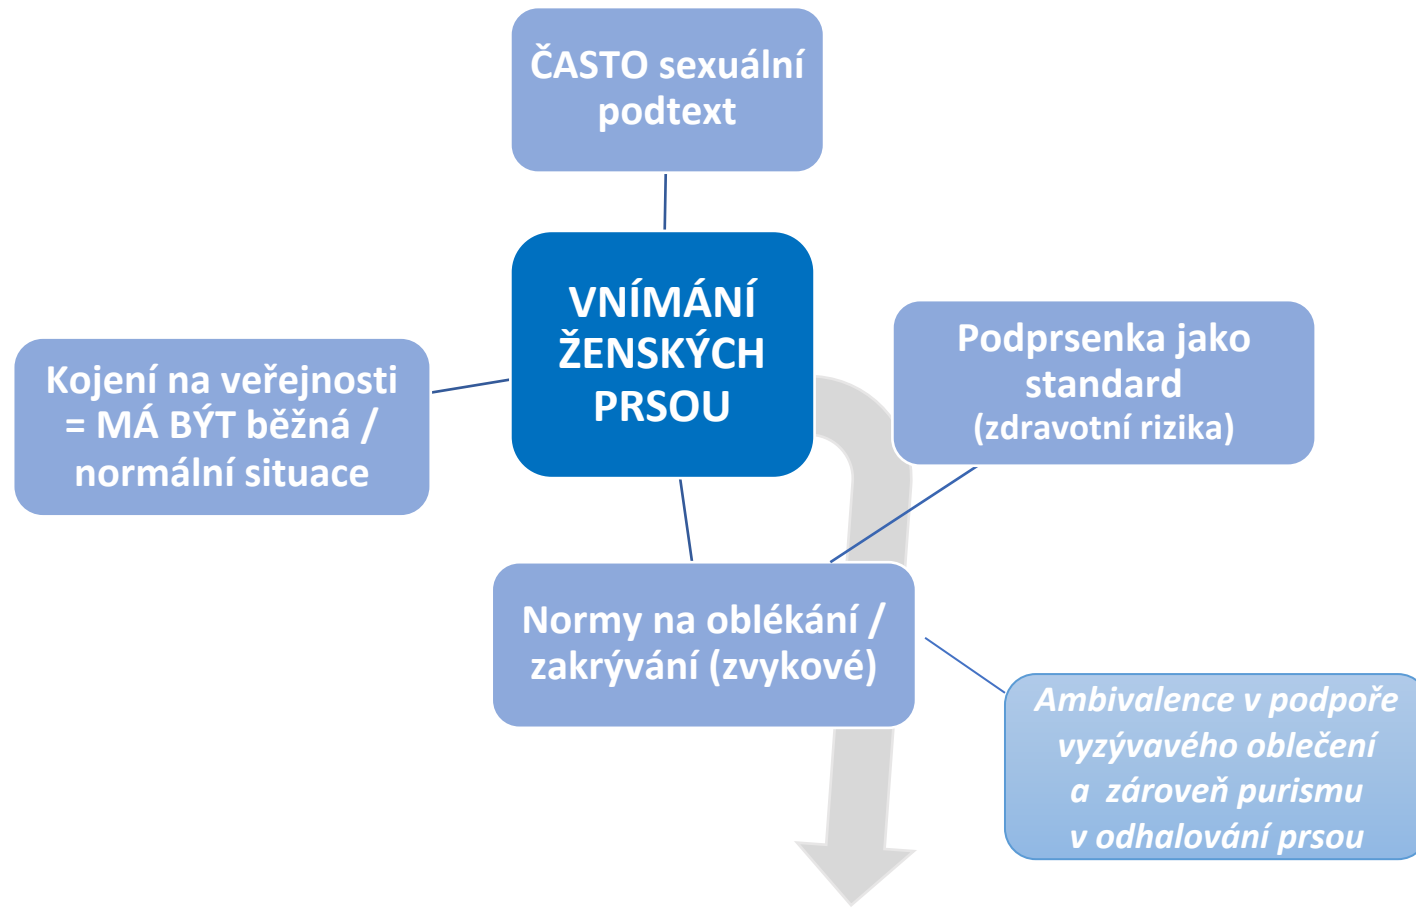 ČASTO sexuální
podtext
VNÍMÁNÍ
ŽENSKÝCH
PRSOU
Kojení na veřejnosti
= MÁ BÝT běžná /
normální situace
Podprsenka jako
standard
(zdravotní rizika)
Normy na oblékání /
zakrývání (zvykové)
Ambivalence v podpoře
vyzývavého oblečení
a zároveň purismu
v odhalování prsou